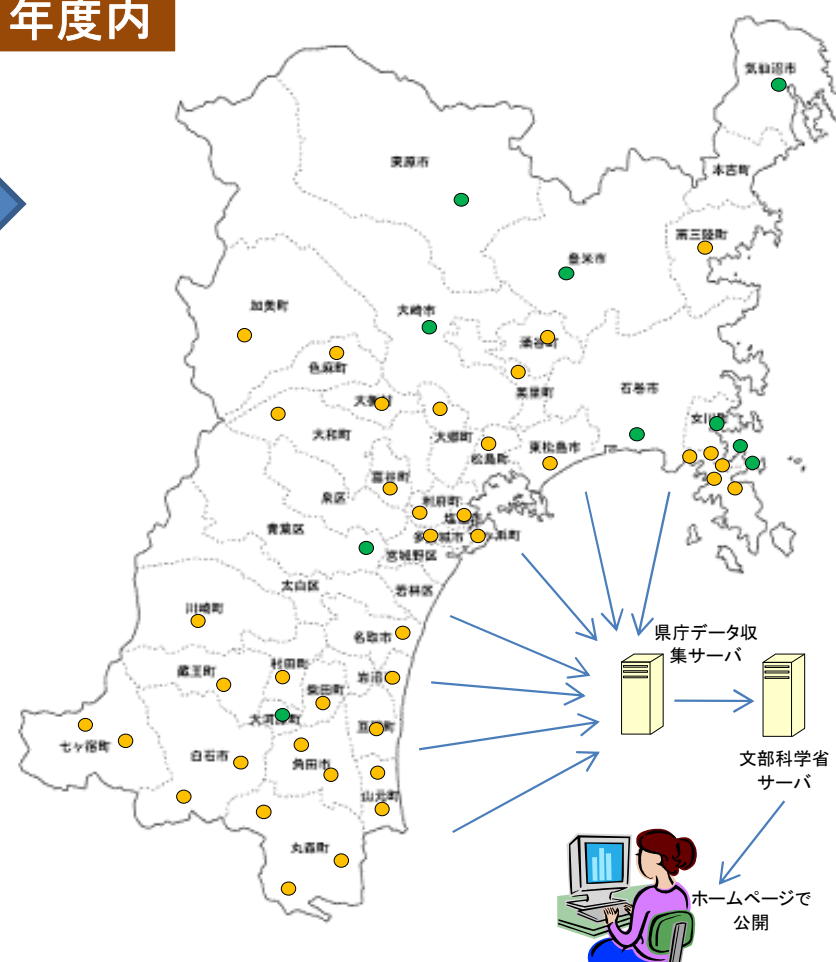 年度内
気仙沼市
本吉町
栗原市
南三陸町
登米市
加美町
大崎市
涌谷町
色麻町
石巻市
美里町
大衡村
女川町
大和町
大郷町
東松島市
松島町
富谷町
泉区
利府町
青葉区
宮城野区
太白区
若林区
川崎町
名取市
県庁データ収
集サーバ
蔵王町
村田町
岩沼
柴田町
大河原町
亘理町
七ヶ宿町
白石市
角田市
文部科学省
サーバ
山元町
丸森町
ホームページで
公開